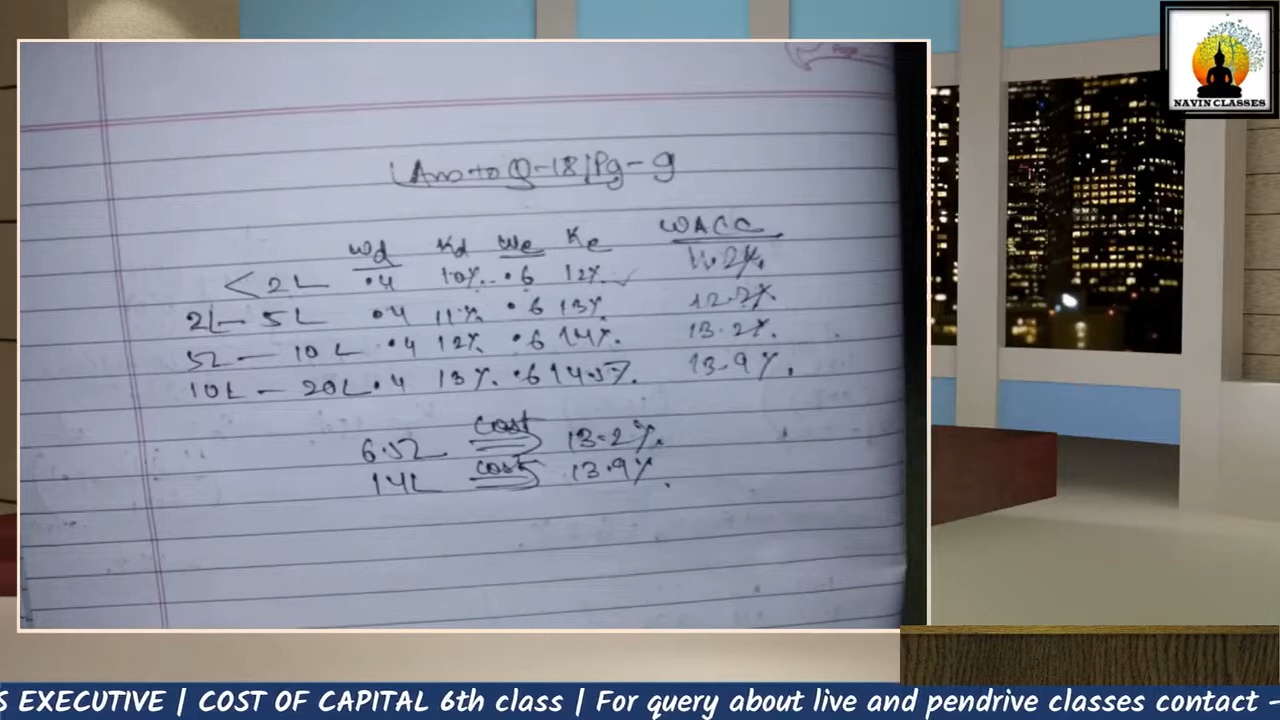 NAVIN CLASSES
Ans to Q-18/Pg-9
Wd Kd We Ke WACC
< 2L .4 10% .6 12% 11.2%
2L - 5L .4 11% .6 13% 12.2%
5L - 10L .4 12% .6 14% 13.2%
10L - 20L .4 13% .6 14.5% 13.9%
6.5L cost 13.2%
14L cost 13.9%
S EXECUTIVE | COST OF CAPITAL 6th class | For query about live and pendrive classes contact -